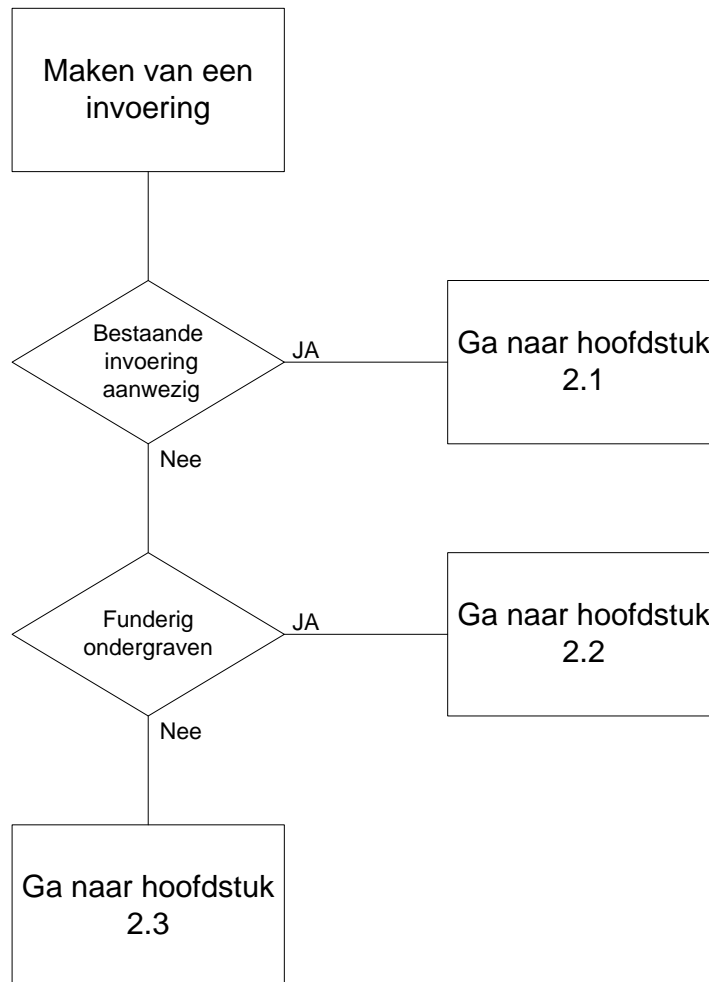 Maken van een
invoering
Bestaande
invoering
aanwezig
JA
Ga naar hoofdstuk
2.1
Nee
Funderig
ondergraven
JA
Ga naar hoofdstuk
2.2
Nee
Ga naar hoofdstuk
2.3